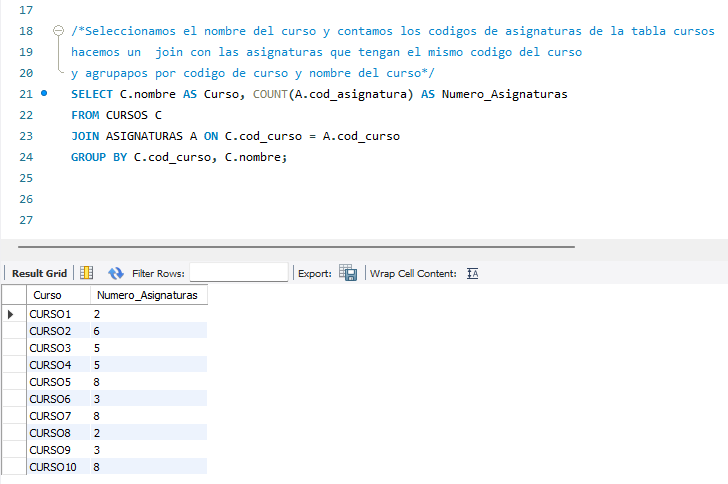 17
18 /*Seleccionamos el nombre del curso y contamos los codigos de asignaturas de la tabla cursos
19 hacemos un  join con las asignaturas que tengan el mismo codigo del curso
20 y agrupapos por codigo de curso y nombre del curso*/
21 SELECT C.nombre AS Curso, COUNT(A.cod_asignatura) AS Numero_Asignaturas
22 FROM CURSOS C
23 JOIN ASIGNATURAS A ON C.cod_curso = A.cod_curso
24 GROUP BY C.cod_curso, C.nombre;
25
26
27
Result Grid Filter Rows: Export: Wrap Cell Content: IA
Curso Numero_Asignaturas
CURSO1 2
CURSO2 6
CURSO3 5
CURSO4 5
CURSO5 8
CURSO6 3
CURSO7 8
CURSO8 2
CURSO9 3
CURSO10 8